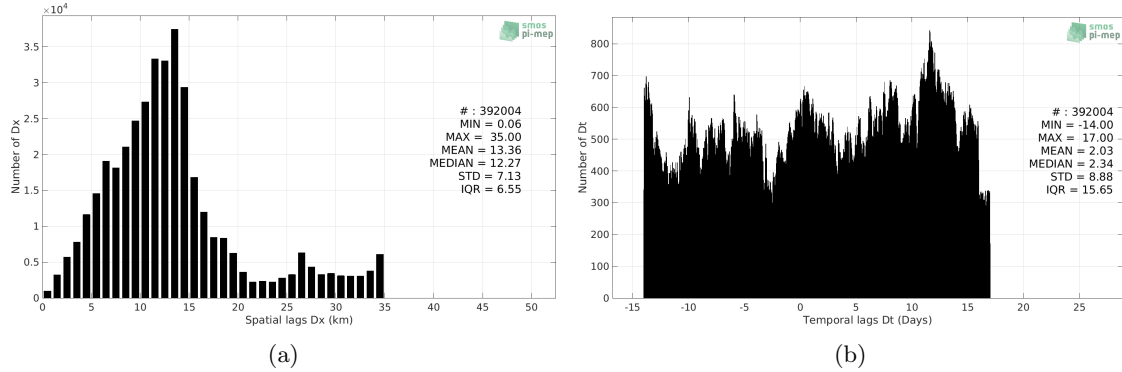 ×10⁴
3.5
3
2.5
2
1.5
1
0.5
0
Number of Dx
0 5 10 15 20 25 30 35 40 45 50
Spatial lags Dx (km)
smos
pi-mep
# : 392004
MIN = 0.06
MAX = 35.00
MEAN = 13.36
MEDIAN = 12.27
STD = 7.13
IQR = 6.55
(a)
800
700
600
500
400
300
200
100
0
Number of Dt
-15 -10 -5 0 5 10 15 20 25
Temporal lags Dt (Days)
smos
pi-mep
# : 392004
MIN = -14.00
MAX = 17.00
MEAN = 2.03
MEDIAN = 2.34
STD = 8.88
IQR = 15.65
(b)